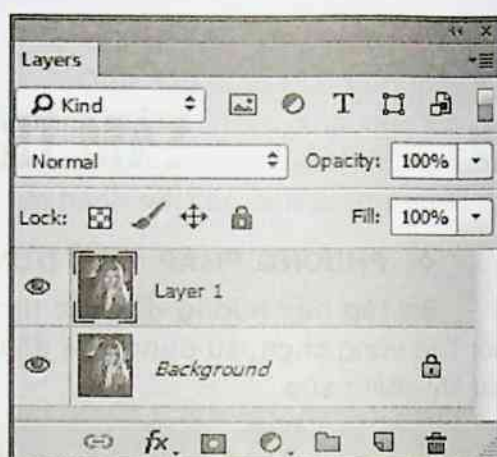 Layers
Kind
Normal Opacity: 100%
Lock: Fill: 100%
Layer 1
Background
fx